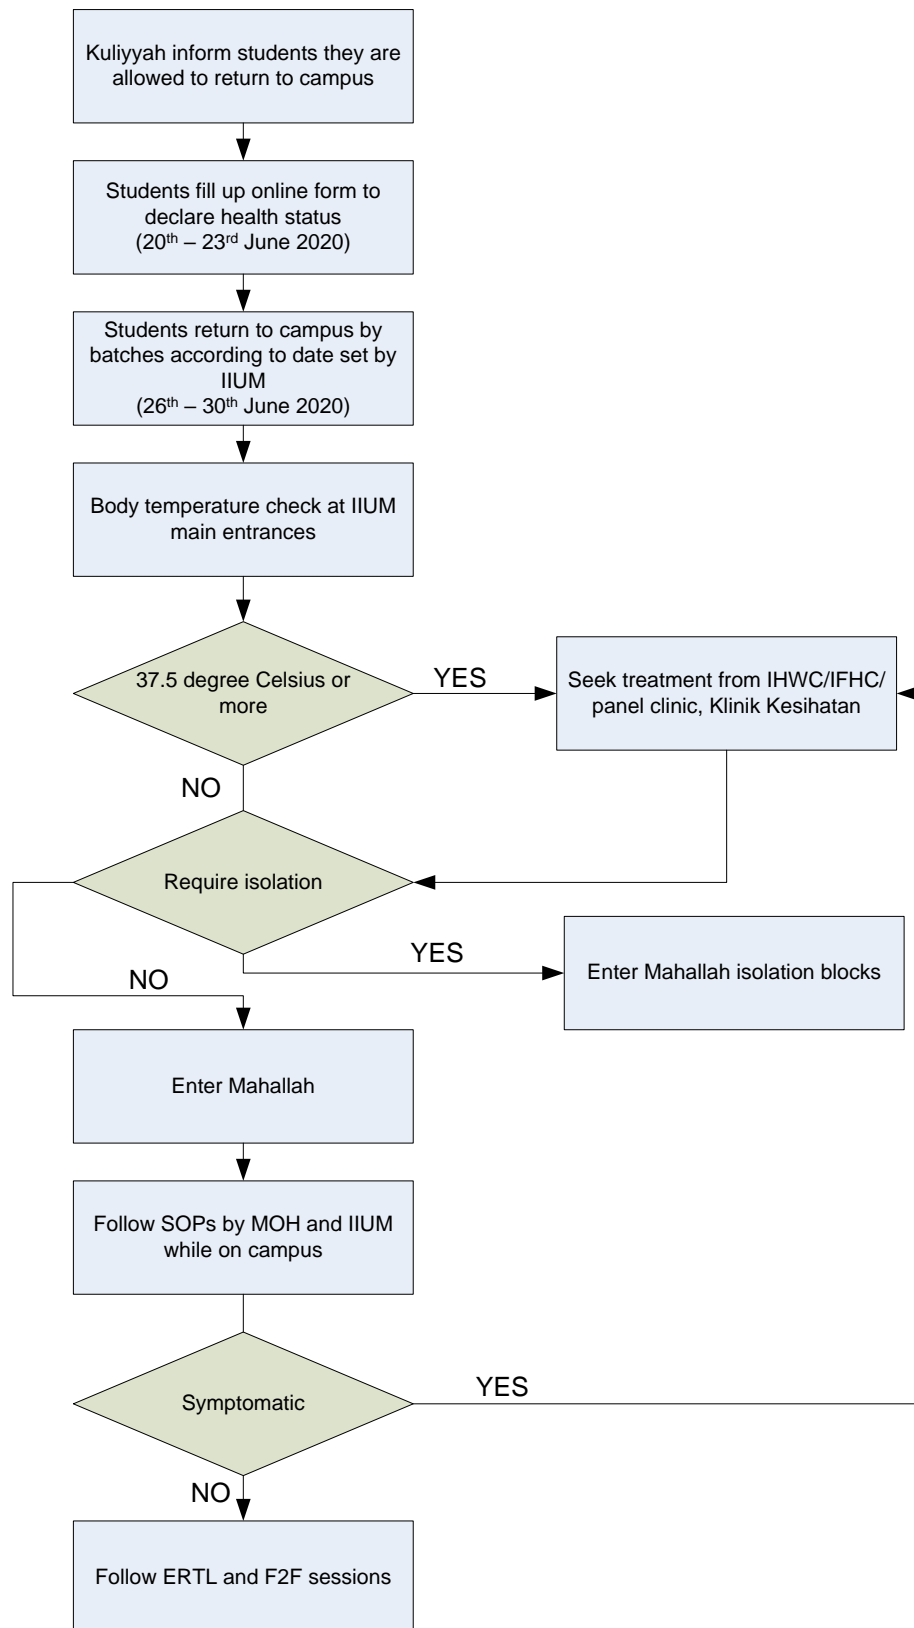 Kuliyyah inform students they are
allowed to return to campus
Students fill up online form to
declare health status
(20th – 23rd June 2020)
Students return to campus by
batches according to date set by
IIUM
(26th – 30th June 2020)
Body temperature check at IIUM
main entrances
37.5 degree Celsius or
more
YES
Seek treatment from IHWC/IFHC/
panel clinic, Klinik Kesihatan
NO
Require isolation
YES
Enter Mahallah isolation blocks
NO
Enter Mahallah
Follow SOPs by MOH and IIUM
while on campus
Symptomatic
YES
NO
Follow ERTL and F2F sessions